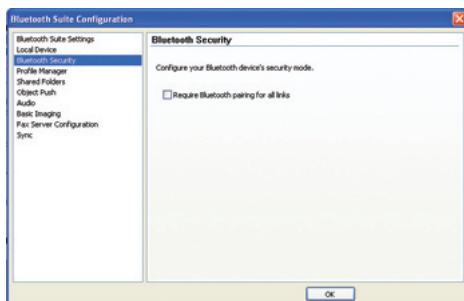 Bluetooth Suite Configuration
Bluetooth Suite Settings
Local Device
Bluetooth Security
Profile Manager
Shared Folders
Object Push
Audio
Basic Imaging
Fax Server Configuration
Sync
Bluetooth Security
Configure your Bluetooth device's security mode.
Require Bluetooth pairing for all links
OK